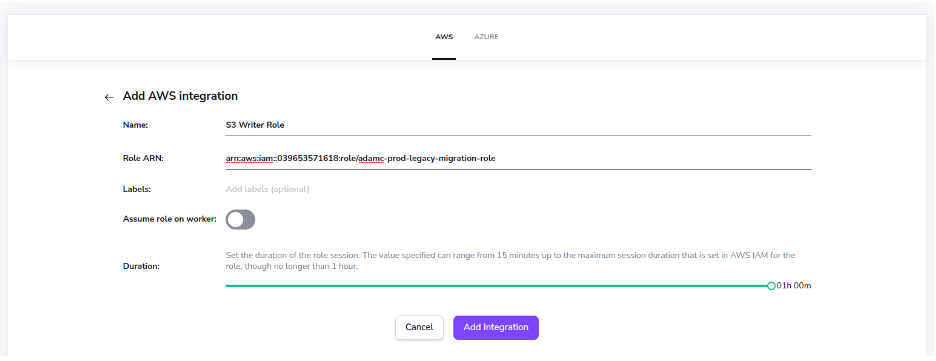 AWS AZURE
← Add AWS integration
Name: S3 Writer Role
Role ARN: arn:aws:iam::039653571618:role/adamc-prod-legacy-migration-role
Labels: Add labels (optional)
Assume role on worker:
Set the duration of the role session. The value specified can range from 15 minutes up to the maximum session duration that is set in AWS IAM for the
Duration: role, though no longer than 1 hour.
01h 00m
Cancel Add Integration